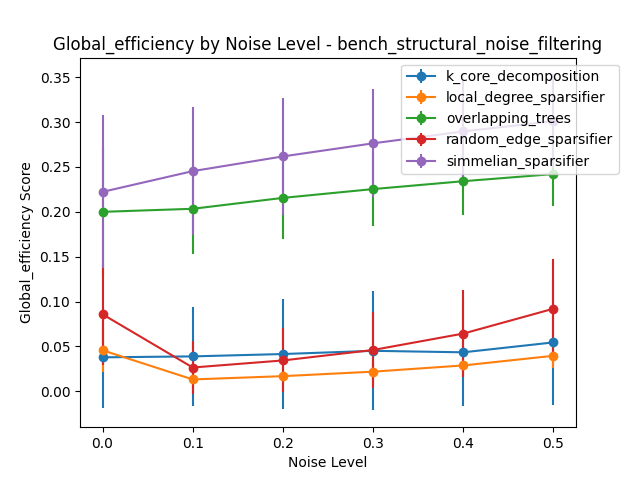 Global_efficiency by Noise Level - bench_structural_noise_filtering
k_core_decomposition
local_degree_sparsifier
overlapping_trees
random_edge_sparsifier
simmelian_sparsifier
Global_efficiency Score
0.35
0.30
0.25
0.20
0.15
0.10
0.05
0.00
0.0 0.1 0.2 0.3 0.4 0.5
Noise Level